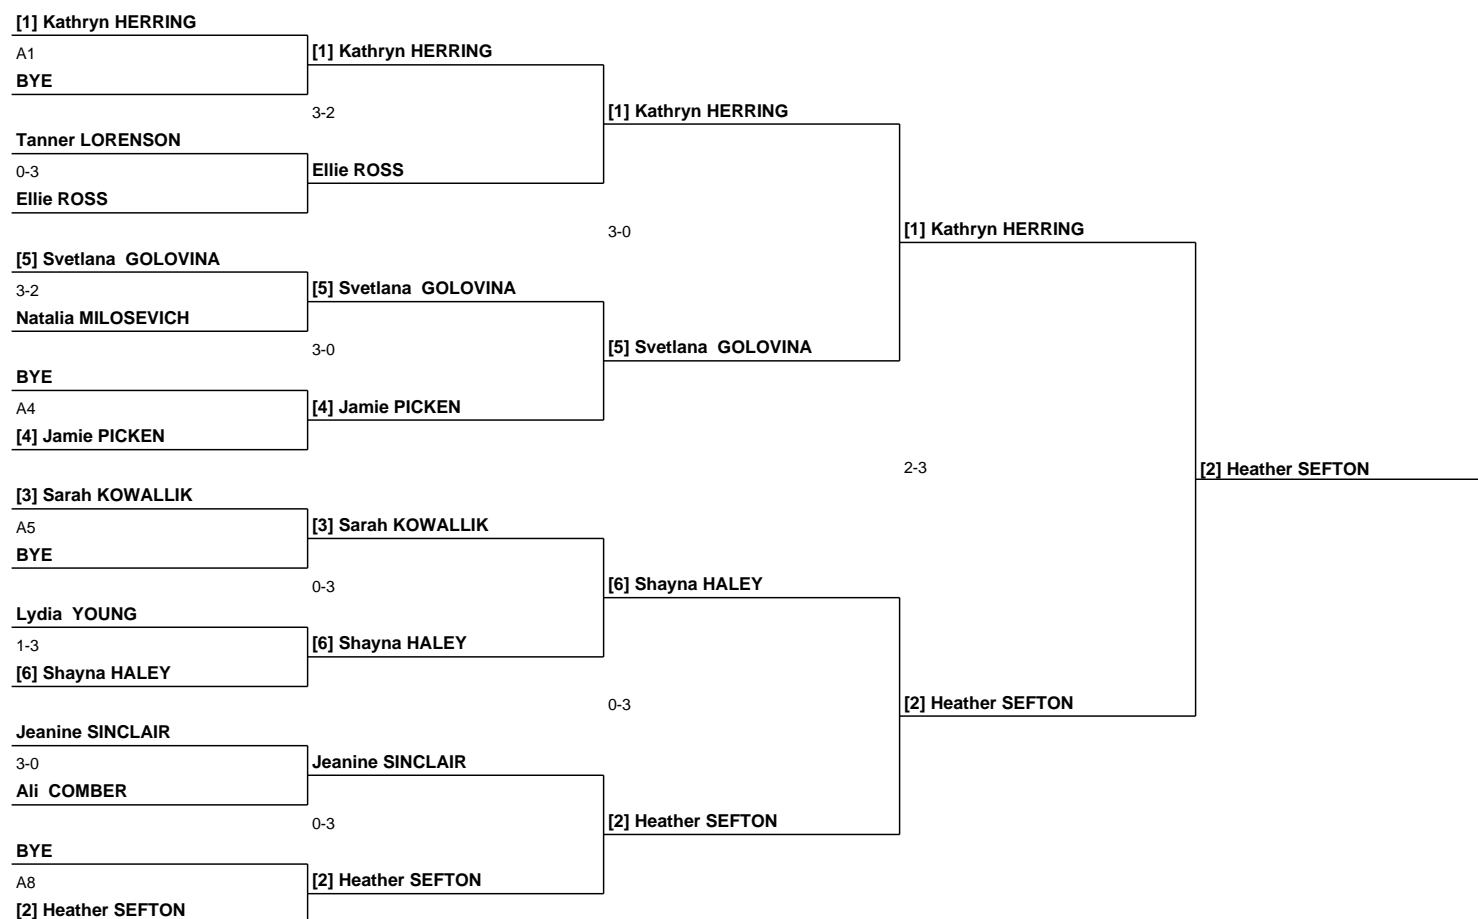 [1] Kathryn HERRING
A1
BYE
Tanner LORENSON
0-3
Ellie ROSS
[5] Svetlana  GOLOVINA
3-2
Natalia MILOSEVICH
BYE
A4
[4] Jamie PICKEN
[3] Sarah KOWALLIK
A5
BYE
Lydia  YOUNG
1-3
[6] Shayna HALEY
Jeanine SINCLAIR
3-0
Ali  COMBER
BYE
A8
[2] Heather SEFTON
[1] Kathryn HERRING
3-2
Ellie ROSS
[5] Svetlana  GOLOVINA
3-0
[4] Jamie PICKEN
[3] Sarah KOWALLIK
0-3
[6] Shayna HALEY
Jeanine SINCLAIR
0-3
[2] Heather SEFTON
[1] Kathryn HERRING
3-0
[5] Svetlana  GOLOVINA
[6] Shayna HALEY
0-3
[2] Heather SEFTON
[1] Kathryn HERRING
2-3
[2] Heather SEFTON
[2] Heather SEFTON